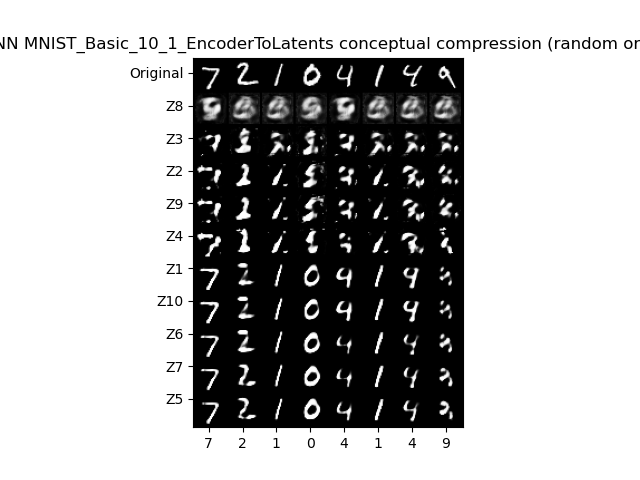 NN MNIST_Basic_10_1_EncoderToLatents conceptual compression (random or
Original
Z8
Z3
Z2
Z9
Z4
Z1
Z10
Z6
Z7
Z5
7 2 1 0 4 1 4 9